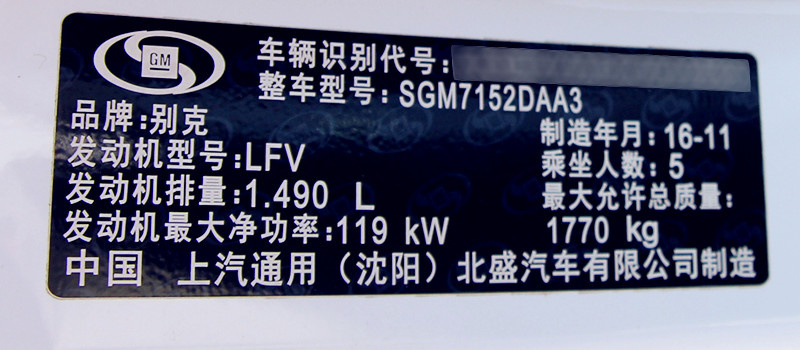 GM
车辆识别代号:
整车型号: SGM7152DAA3
品牌:别克
制造年月: 16-11
发动机型号:LFV
乘坐人数: 5
发动机排量:1.490 L
最大允许总质量:
发动机最大净功率:119 kW
1770 kg
中国 上汽通用（沈阳）北盛汽车有限公司制造